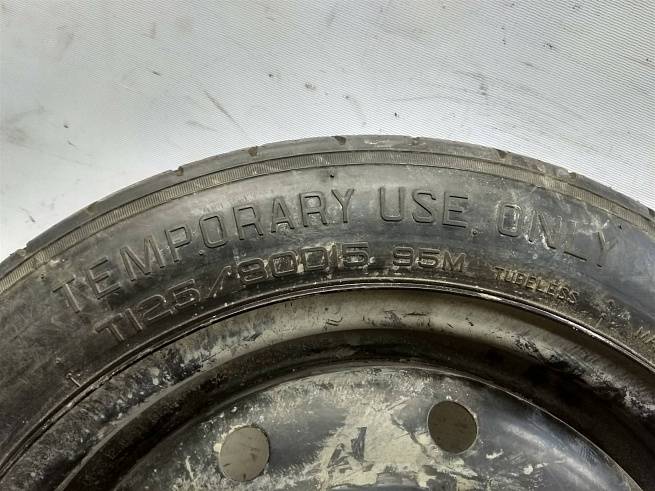 TEMPORARY USE ONLY
T125/80D15 95M TUBELESS